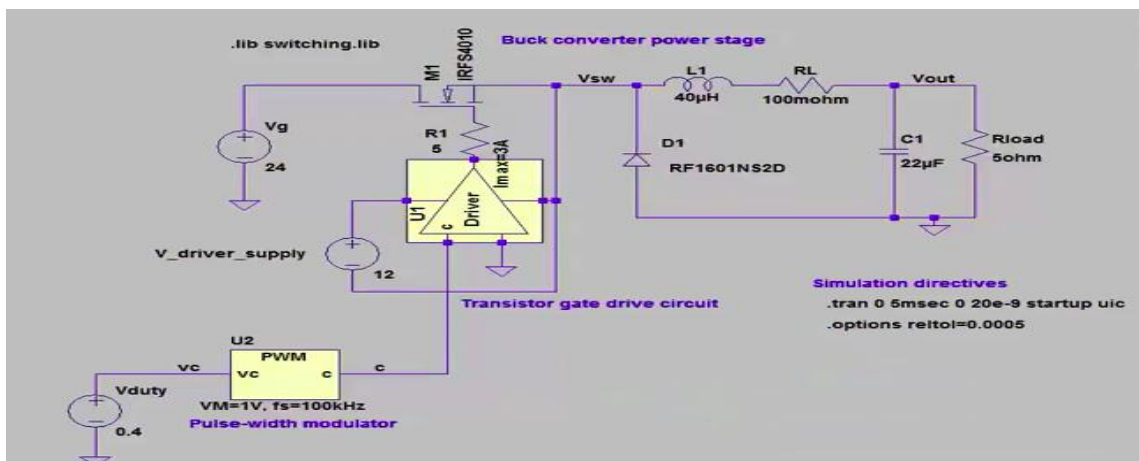 .lib switching.lib
Buck converter power stage
M1
IRFS4010
Vsw
L1
40µH
RL
100mohm
Vout
Vg
24
R1
5
Imax=3A
D1
RF1601NS2D
C1
22µF
Rload
5ohm
U1
Driver
c
V_driver_supply
12
Transistor gate drive circuit
Simulation directives
.tran 0 5msec 0 20e-9 startup uic
.options reltol=0.0005
U2
PWM
vc
vc
c
c
Vduty
VM=1V, fs=100kHz
0.4
Pulse-width modulator